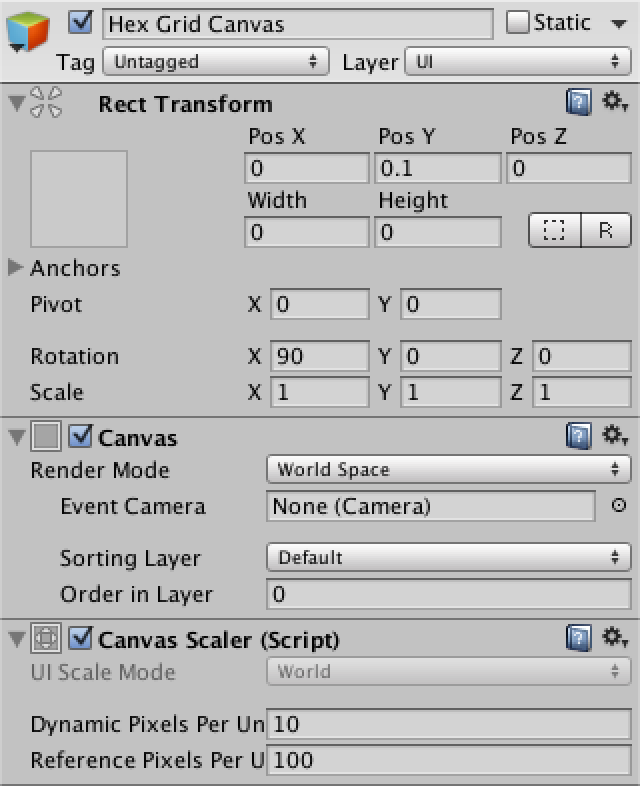 Hex Grid Canvas Static
Tag Untagged Layer UI
Rect Transform
Pos X Pos Y Pos Z
0 0.1 0
Width Height
0 0 R
Anchors
Pivot X 0 Y 0
Rotation X 90 Y 0 Z 0
Scale X 1 Y 1 Z 1
Canvas
Render Mode World Space
Event Camera None (Camera)
Sorting Layer Default
Order in Layer 0
Canvas Scaler (Script)
UI Scale Mode World
Dynamic Pixels Per Un 10
Reference Pixels Per U 100